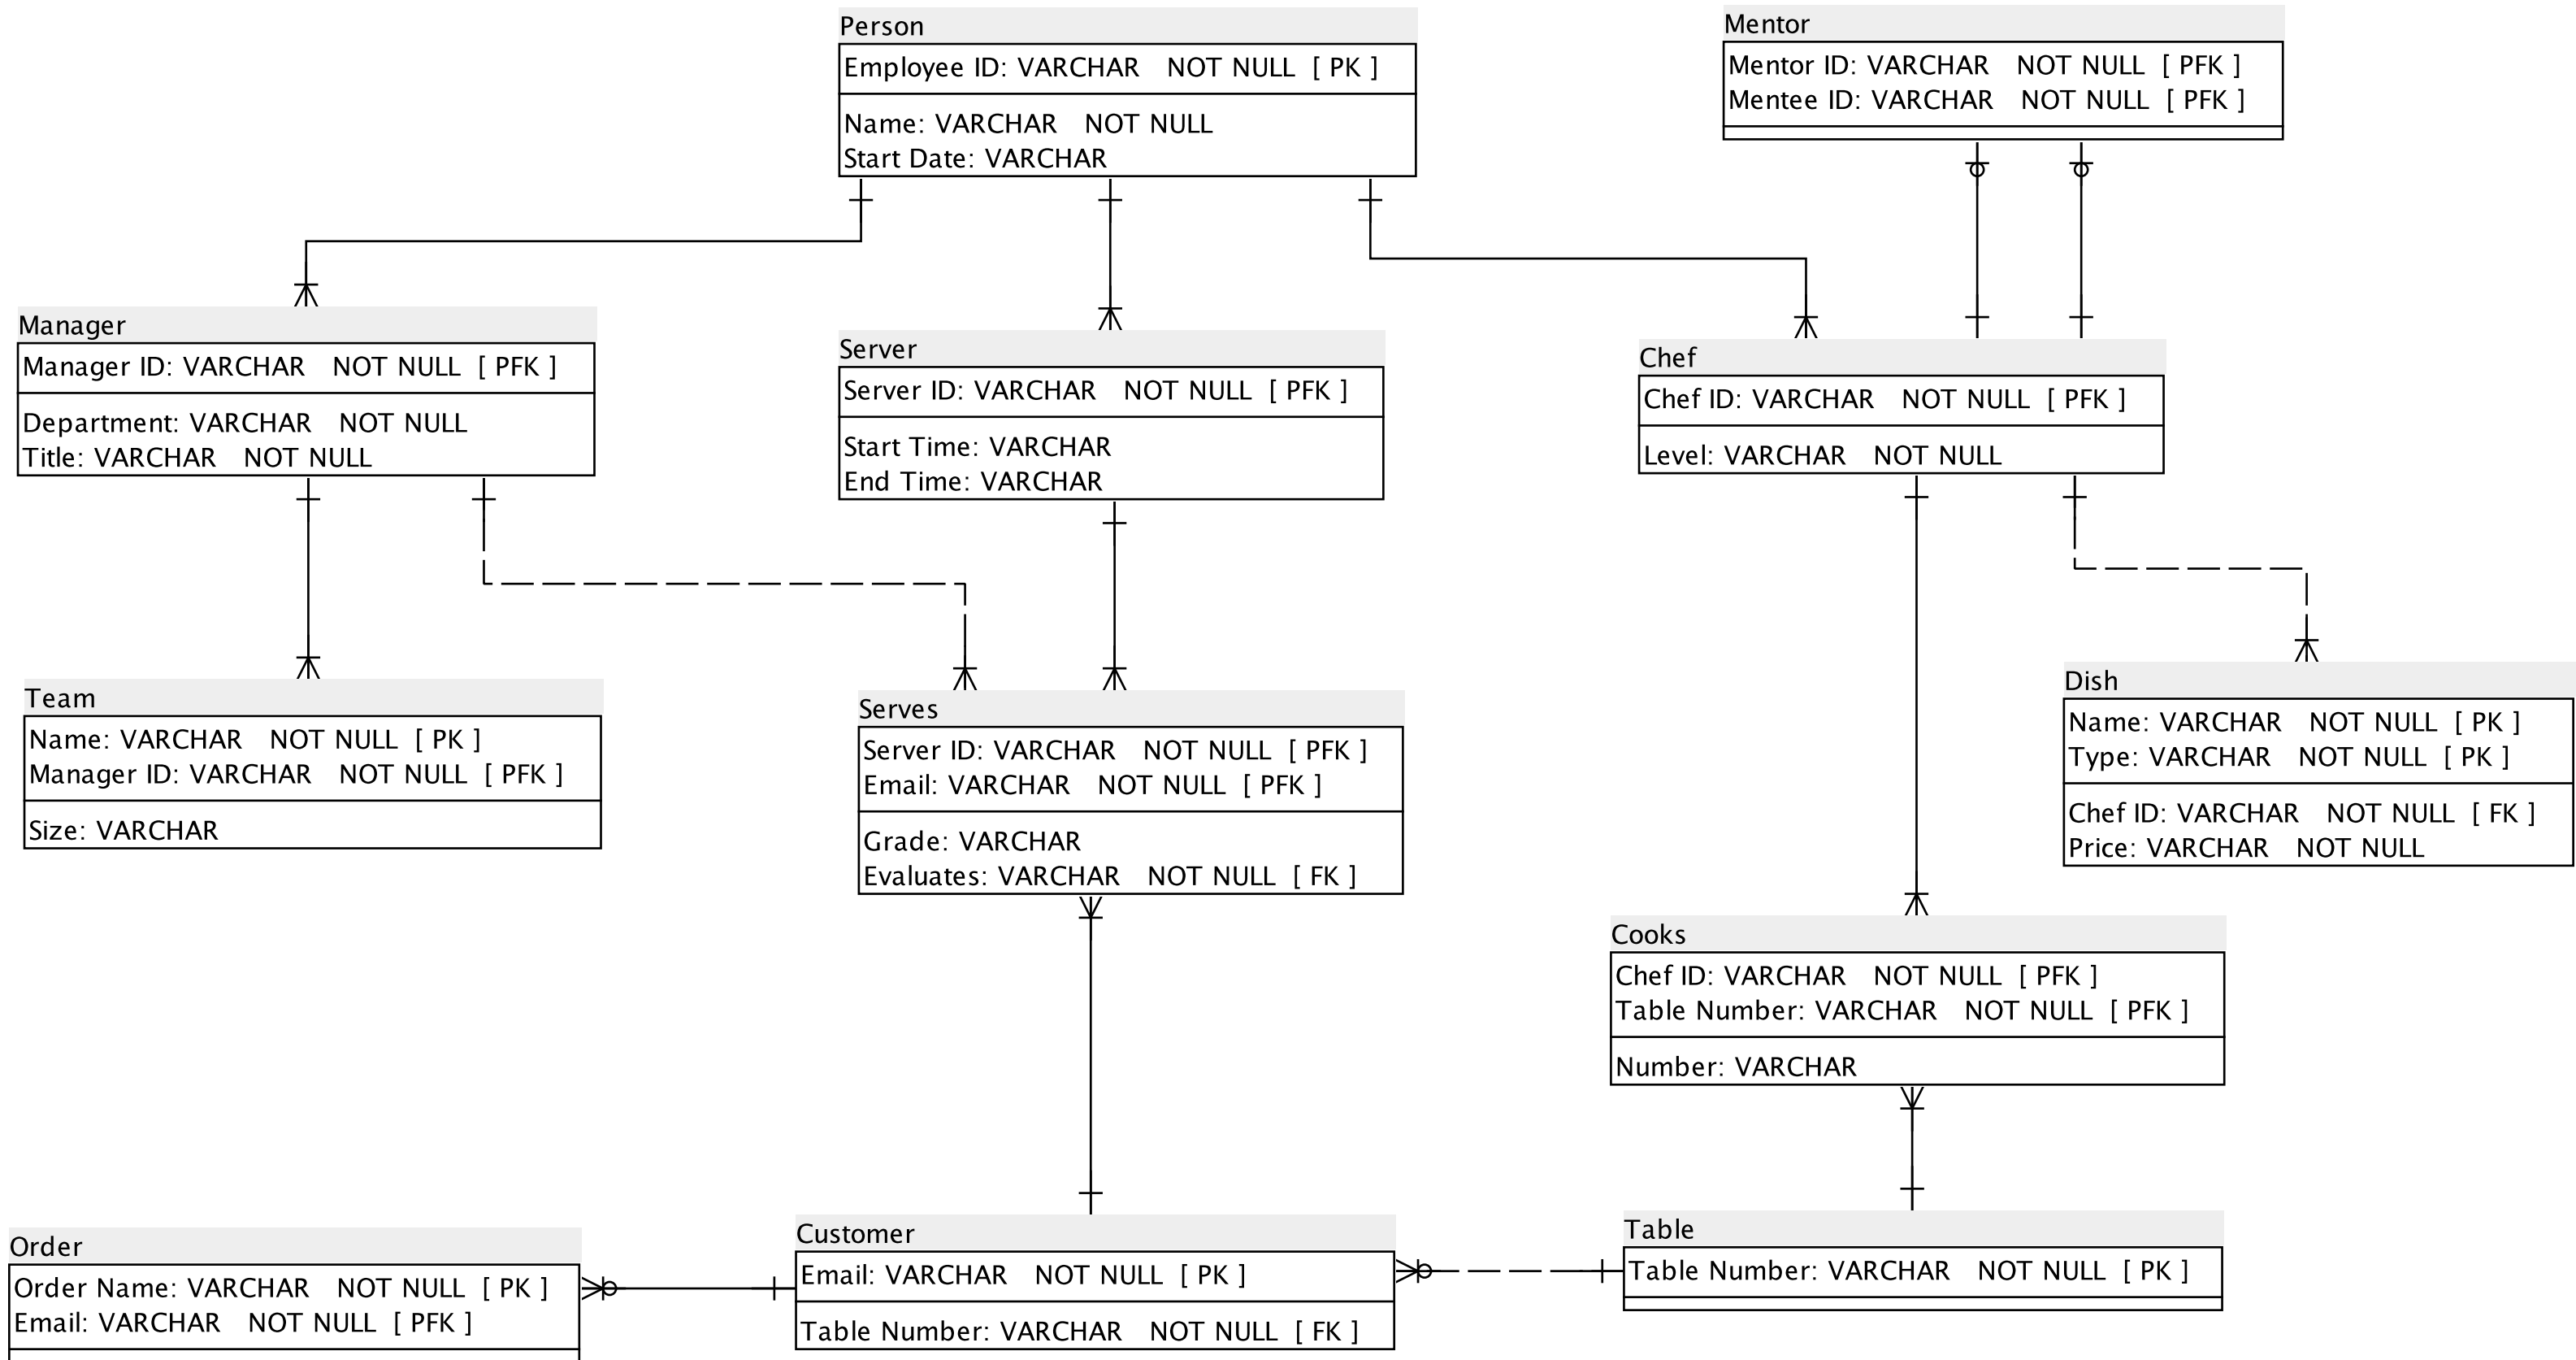 Person
Employee ID: VARCHAR NOT NULL [ PK ]
Name: VARCHAR NOT NULL
Start Date: VARCHAR
Mentor
Mentor ID: VARCHAR NOT NULL [ PFK ]
Mentee ID: VARCHAR NOT NULL [ PFK ]
Manager
Manager ID: VARCHAR NOT NULL [ PFK ]
Department: VARCHAR NOT NULL
Title: VARCHAR NOT NULL
Server
Server ID: VARCHAR NOT NULL [ PFK ]
Start Time: VARCHAR
End Time: VARCHAR
Chef
Chef ID: VARCHAR NOT NULL [ PFK ]
Level: VARCHAR NOT NULL
Team
Name: VARCHAR NOT NULL [ PK ]
Manager ID: VARCHAR NOT NULL [ PFK ]
Size: VARCHAR
Serves
Server ID: VARCHAR NOT NULL [ PFK ]
Email: VARCHAR NOT NULL [ PFK ]
Grade: VARCHAR
Evaluates: VARCHAR NOT NULL [ FK ]
Dish
Name: VARCHAR NOT NULL [ PK ]
Type: VARCHAR NOT NULL [ PK ]
Chef ID: VARCHAR NOT NULL [ FK ]
Price: VARCHAR NOT NULL
Cooks
Chef ID: VARCHAR NOT NULL [ PFK ]
Table Number: VARCHAR NOT NULL [ PFK ]
Number: VARCHAR
Order
Order Name: VARCHAR NOT NULL [ PK ]
Email: VARCHAR NOT NULL [ PFK ]
Customer
Email: VARCHAR NOT NULL [ PK ]
Table Number: VARCHAR NOT NULL [ FK ]
Table
Table Number: VARCHAR NOT NULL [ PK ]